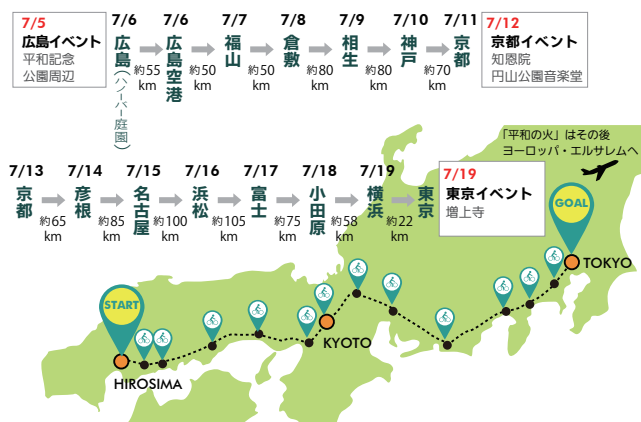 7/5
広島イベント
平和記念
公園周辺
7/6
7/6
7/7
7/8
7/9
7/10
7/11
広島
(ハノーバー庭園)
約55
km
広島空港
約50
km
福山
約50
km
倉敷
約80
km
相生
約80
km
神戸
約70
km
京都
7/12
京都イベント
知恩院
円山公園音楽堂
「平和の火」はその後
ヨーロッパ・エルサレムへ
7/13
7/14
7/15
7/16
7/17
7/18
7/19
京都
約65
km
彦根
約85
km
名古屋
約100
km
浜松
約105
km
富士
約75
km
小田原
約58
km
横浜
約22
km
東京
7/19
東京イベント
増上寺
GOAL
TOKYO
START
KYOTO
HIROSIMA